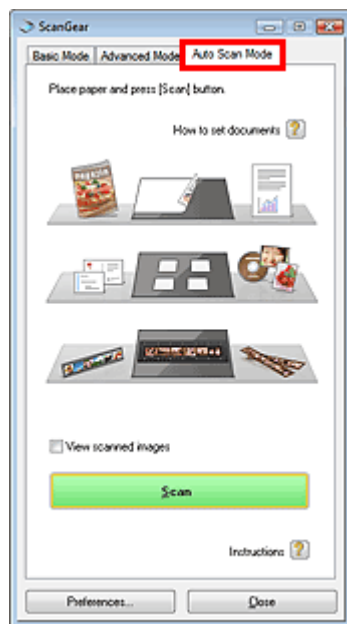 ScanGear
Basic Mode Advanced Mode Auto Scan Mode
Place paper and press [Scan] button.
How to set documents
View scanned images
Scan
Instructions
Preferences... Close